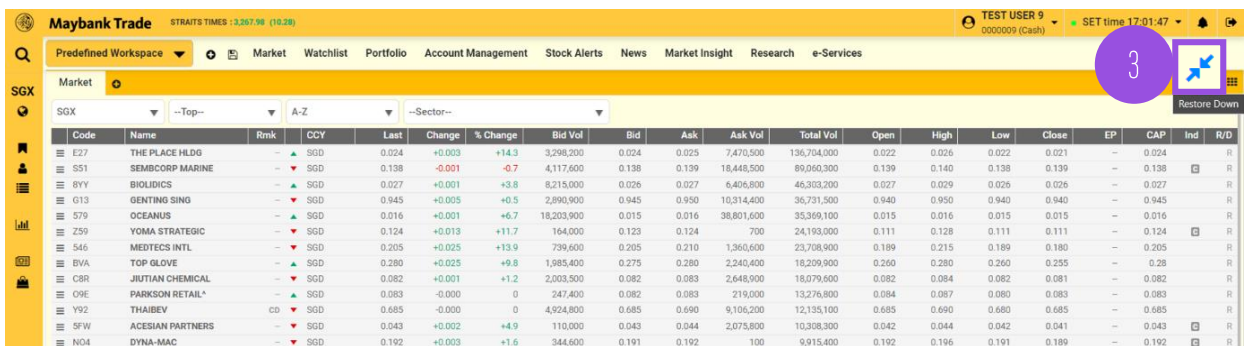 Maybank Trade STRAITS TIMES : 3,267.98 (10.28) TEST USER 9 SET time 17:01:47
0000009 (Cash)
Predefined Workspace Market Watchlist Portfolio Account Management Stock Alerts News Market Insight Research e-Services 3
Market
SGX
Restore Down
SGX --Top-- A-Z --Sector--
Code Name Rmk CCY Last Change % Change Bid Vol Bid Ask Ask Vol Total Vol Open High Low Close EP CAP Ind R/D
E27 THE PLACE HLDG - SGD 0.024 +0.003 +14.3 3,298,200 0.024 0.025 7,470,500 136,704,000 0.022 0.026 0.022 0.021 - 0.024 R
S51 SEMBCORP MARINE - SGD 0.138 -0.001 -0.7 4,117,600 0.138 0.139 18,448,500 89,060,300 0.139 0.140 0.138 0.139 - 0.138 C R
8YY BIOLIDICS - SGD 0.027 +0.001 +3.8 8,215,000 0.026 0.027 6,406,800 46,303,200 0.027 0.029 0.026 0.026 - 0.027 R
G13 GENTING SING - SGD 0.945 +0.005 +0.5 2,890,900 0.945 0.950 10,314,400 36,731,500 0.940 0.950 0.940 0.940 - 0.945 R
579 OCEANUS - SGD 0.016 +0.001 +6.7 18,203,900 0.015 0.016 38,801,600 35,369,100 0.015 0.016 0.015 0.015 - 0.016 R
Z59 YOMA STRATEGIC - SGD 0.124 +0.013 +11.7 164,000 0.123 0.124 700 24,193,000 0.111 0.128 0.111 0.111 - 0.124 C R
546 MEDTECS INTL - SGD 0.205 +0.025 +13.9 739,600 0.205 0.210 1,360,600 23,708,900 0.189 0.215 0.189 0.180 - 0.205 R
BVA TOP GLOVE - SGD 0.280 +0.025 +9.8 1,985,400 0.275 0.280 2,240,400 18,209,900 0.260 0.280 0.260 0.255 - 0.28 R
C8R JIUTIAN CHEMICAL - SGD 0.082 +0.001 +1.2 2,003,500 0.082 0.083 2,648,900 18,079,600 0.082 0.084 0.082 0.081 - 0.082 R
O9E PARKSON RETAIL^ - SGD 0.083 -0.000 0 247,400 0.082 0.083 219,000 13,276,800 0.084 0.087 0.080 0.083 - 0.083 R
Y92 THAIBEV CD SGD 0.685 -0.000 0 4,924,800 0.685 0.690 9,106,200 12,135,100 0.685 0.690 0.680 0.685 - 0.685 R
5FW ACESIAN PARTNERS - SGD 0.043 +0.002 +4.9 110,000 0.043 0.044 2,075,800 10,308,300 0.042 0.044 0.042 0.041 - 0.043 C R
NO4 DYNA-MAC - SGD 0.192 +0.003 +1.6 344,600 0.191 0.192 100 9,915,400 0.192 0.196 0.191 0.189 - 0.192 C R